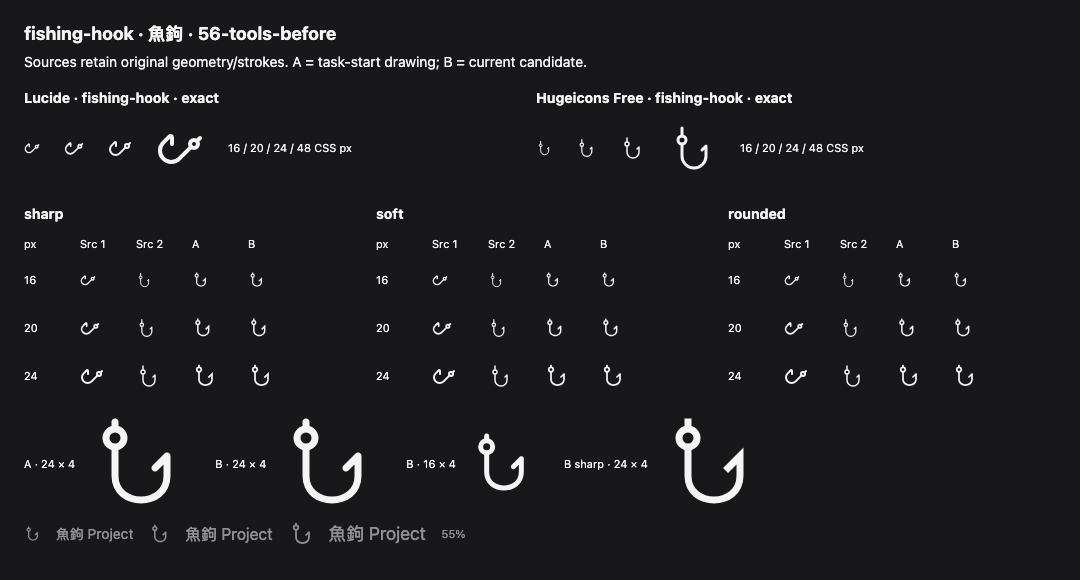 fishing-hook · 魚鉤 · 56-tools-before
Sources retain original geometry/strokes. A = task-start drawing; B = current candidate.
Lucide · fishing-hook · exact
Hugeicons Free · fishing-hook · exact
16 / 20 / 24 / 48 CSS px
16 / 20 / 24 / 48 CSS px
sharp
soft
rounded
px Src 1 Src 2 A B
px Src 1 Src 2 A B
px Src 1 Src 2 A B
16
16
16
20
20
20
24
24
24
A · 24 × 4
B · 24 × 4
B · 16 × 4
B sharp · 24 × 4
魚鉤 Project
魚鉤 Project
魚鉤 Project
55%